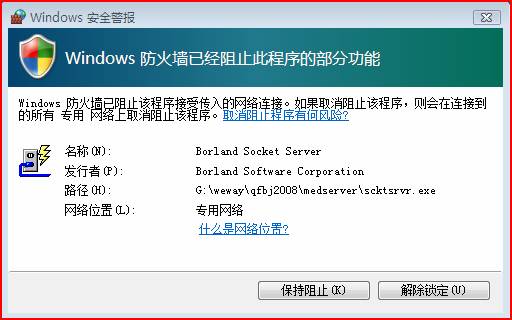 Windows 安全警报
Windows 防火墙已经阻止此程序的部分功能
Windows 防火墙已阻止该程序接受传入的网络连接。如果取消阻止该程序，则会在连接到
的所有 专用 网络上取消阻止该程序。取消阻止程序有何风险?
名称(N): Borland Socket Server
发行者(P): Borland Software Corporation
路径(H): G:\weway\qfbj2008\medserver\scktsrvr.exe
网络位置(L): 专用网络
什么是网络位置?
保持阻止(K) 解除锁定(U)